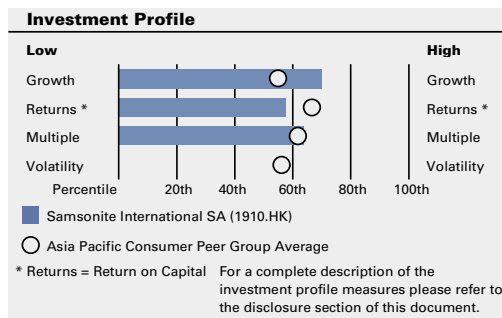 Investment Profile
Low High
Growth Growth
Returns * Returns *
Multiple Multiple
Volatility Volatility
Percentile 20th 40th 60th 80th 100th
Samsonite International SA (1910.HK)
Asia Pacific Consumer Peer Group Average
* Returns = Return on Capital For a complete description of the
investment profile measures please refer to
the disclosure section of this document.